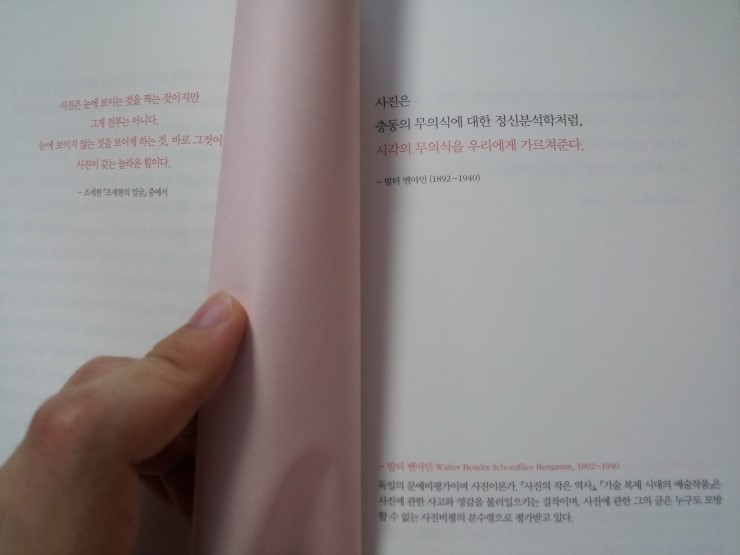 사진은 눈에 보이는 것을 찍는 것이지만
그게 전부는 아니다.
눈에 보이지 않는 것을 보이게 하는 것, 바로 그것이
사진이 갖는 놀라운 힘이다.
- 조세현 『조세현의 얼굴』 중에서
사진은
충동의 무의식에 대한 정신분석학처럼,
시각의 무의식을 우리에게 가르쳐준다.
- 발터 벤야민 (1892~1940)
- 발터 벤야민 Walter Bendix Schonflies Benjamin, 1892~1940
독일의 문예비평가이며 사진이론가. 『사진의 작은 역사』, 『기술 복제 시대의 예술작품』은
사진에 관한 사고와 영감을 불러일으키는 걸작이며, 사진에 관한 그의 글은 누구도 모방
할 수 없는 사진비평의 분수령으로 평가받고 있다.